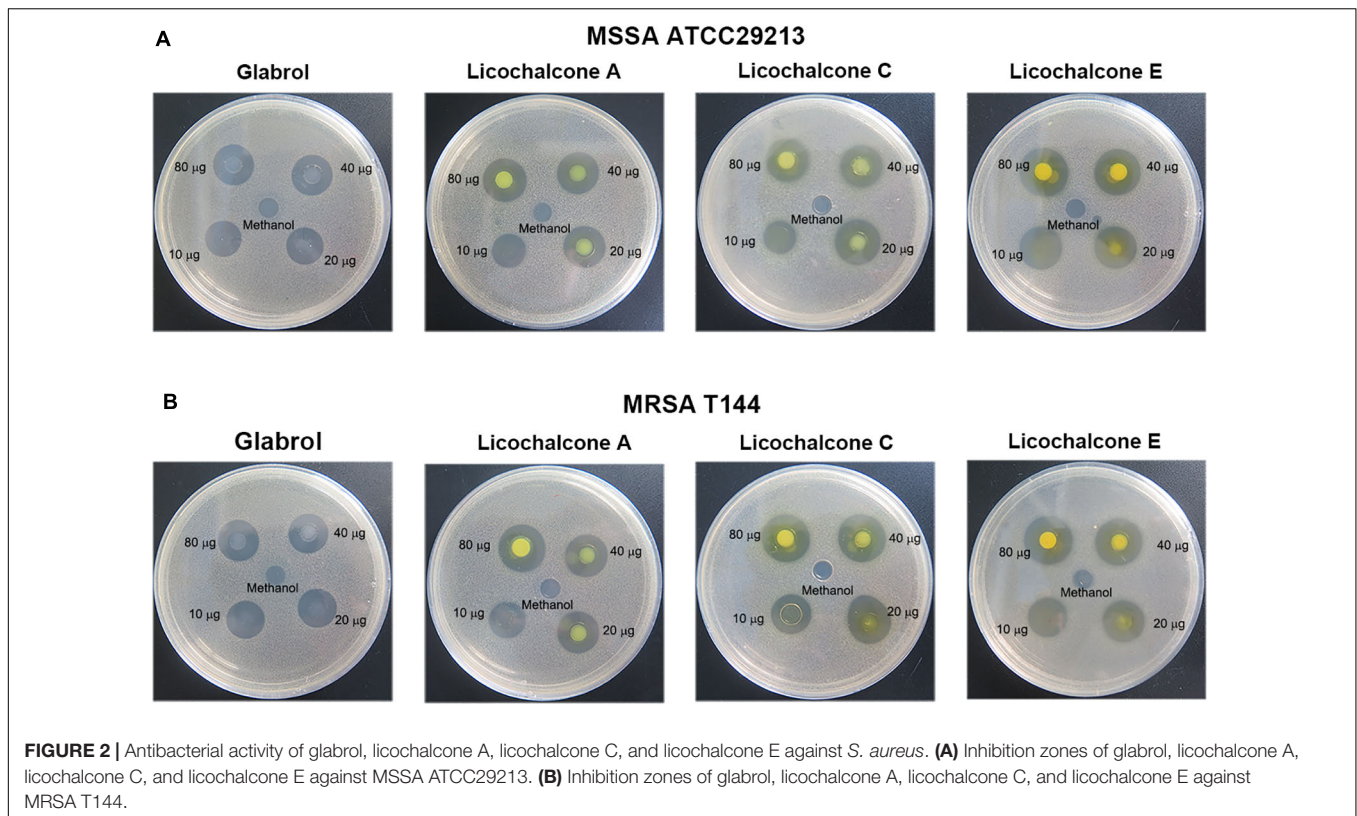 A
MSSA ATCC29213
Glabrol
Licochalcone A
Licochalcone C
Licochalcone E
80 µg
40 µg
Methanol
10 µg
20 µg
80 µg
40 µg
Methanol
10 µg
20 µg
80 µg
40 µg
Methanol
10 µg
20 µg
80 µg
40 µg
Methanol
10 µg
20 µg
B
MRSA T144
Glabrol
Licochalcone A
Licochalcone C
Licochalcone E
80 µg
40 µg
Methanol
10 µg
20 µg
80 µg
40 µg
Methanol
10 µg
20 µg
80 µg
40 µg
Methanol
10 µg
20 µg
80 µg
40 µg
Methanol
10 µg
20 µg
FIGURE 2 | Antibacterial activity of glabrol, licochalcone A, licochalcone C, and licochalcone E against S. aureus. (A) Inhibition zones of glabrol, licochalcone A,
licochalcone C, and licochalcone E against MSSA ATCC29213. (B) Inhibition zones of glabrol, licochalcone A, licochalcone C, and licochalcone E against
MRSA T144.